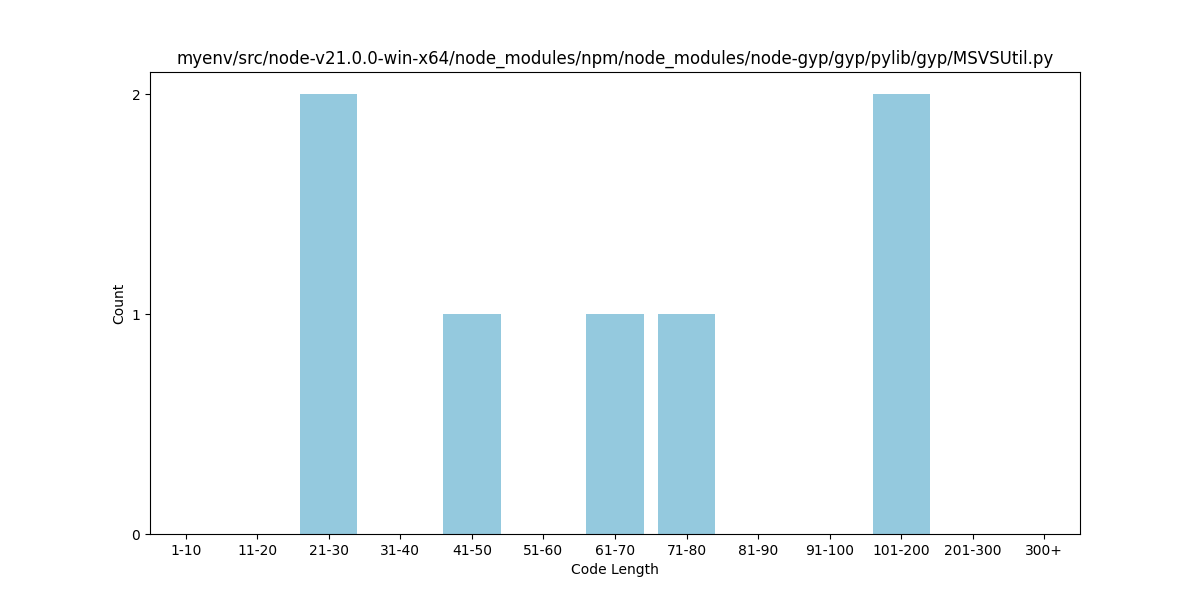 myenv/src/node-v21.0.0-win-x64/node_modules/npm/node_modules/node-gyp/gyp/pylib/gyp/MSVSUtil.py
2
1
0
Count
1-10 11-20 21-30 31-40 41-50 51-60 61-70 71-80 81-90 91-100 101-200 201-300 300+
Code Length